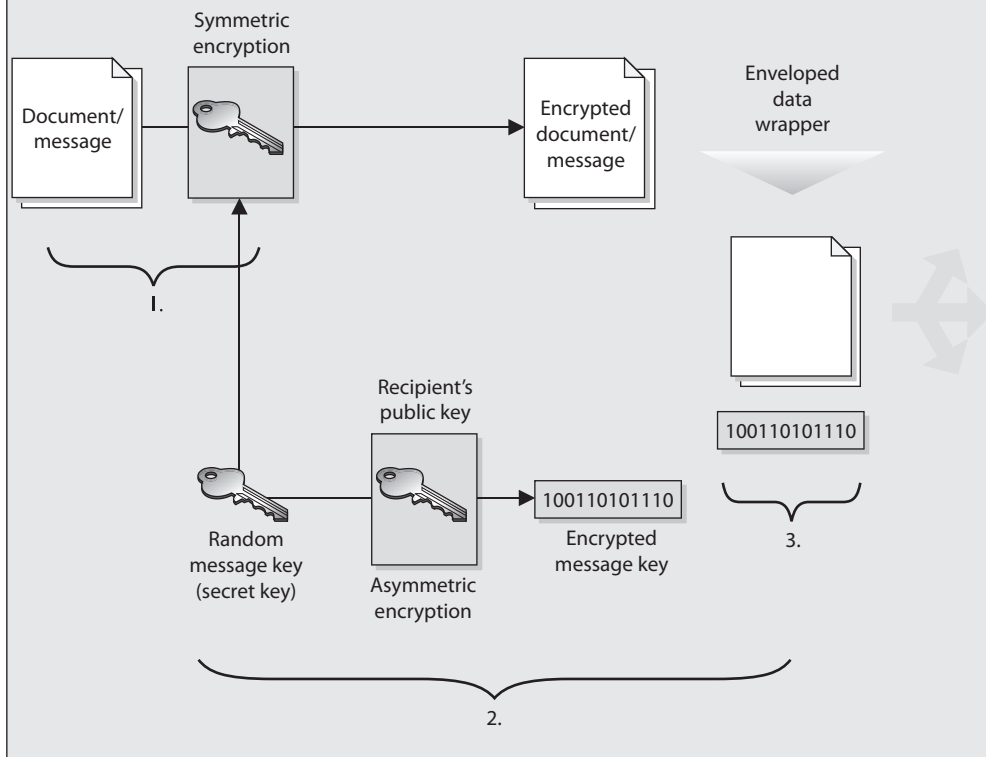 Symmetric
encryption
Document/
message
Encrypted
document/
message
Enveloped
data
wrapper
1.
Recipient's
public key
100110101110
Random
message key
(secret key)
Asymmetric
encryption
100110101110
Encrypted
message key
3.
2.